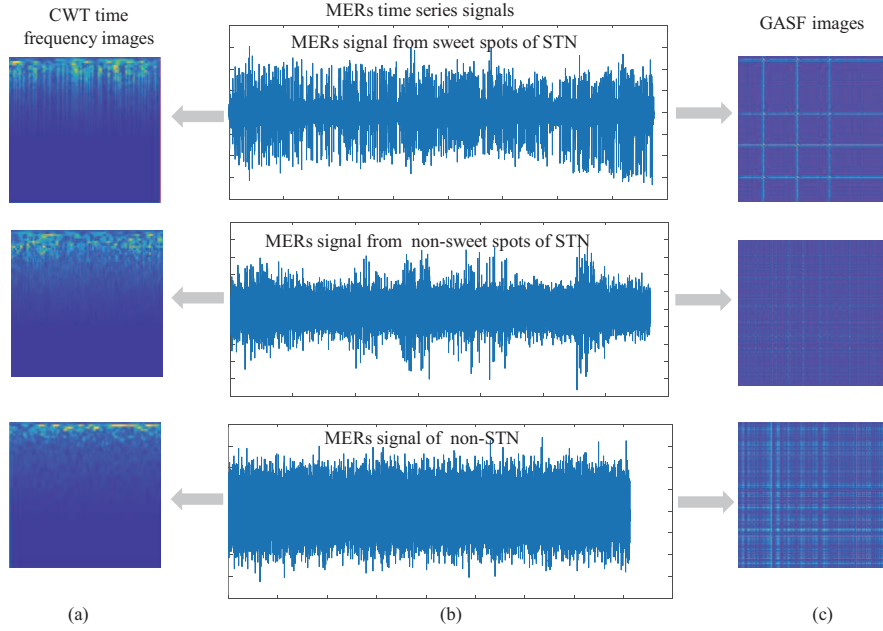 CWT time
frequency images
MERs time series signals
GASF images
MERs signal from sweet spots of STN
MERs signal from non-sweet spots of STN
MERs signal of non-STN
(a)
(b)
(c)